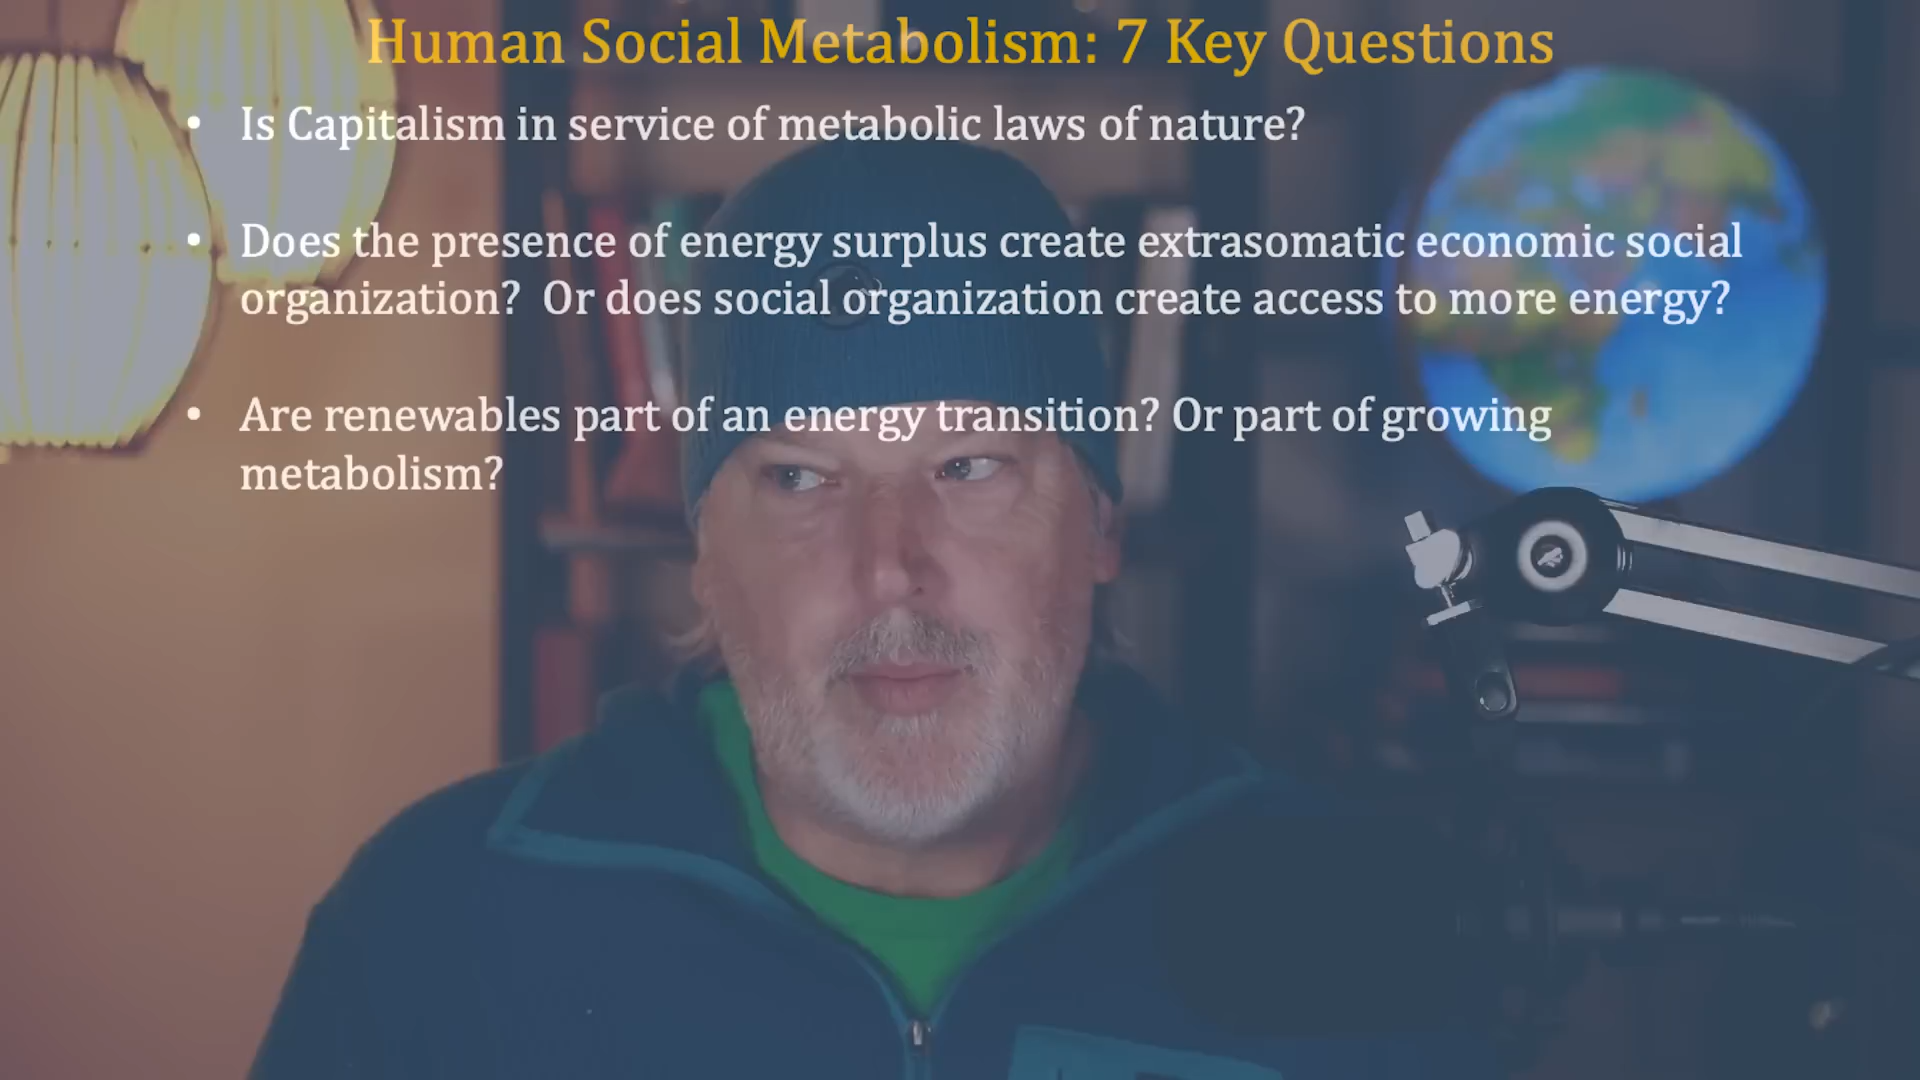 Human Social Metabolism: 7 Key Questions
• Is Capitalism in service of metabolic laws of nature?
• Does the presence of energy surplus create extrasomatic economic social
organization?  Or does social organization create access to more energy?
• Are renewables part of an energy transition? Or part of growing
metabolism?